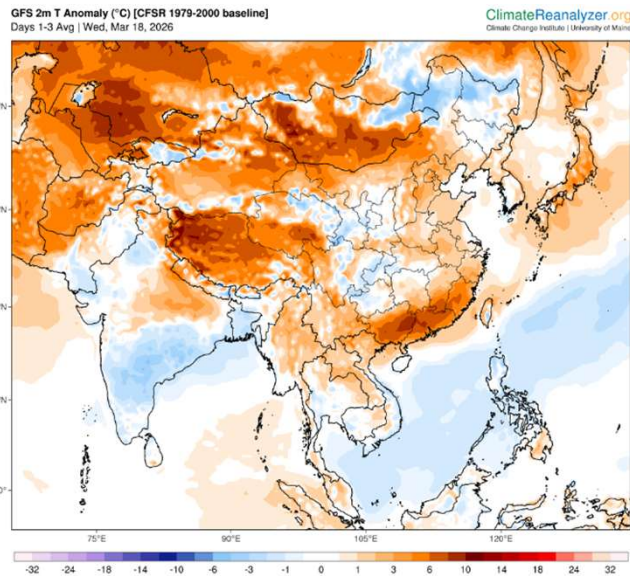 GFS 2m T Anomaly (°C) [CFSR 1979-2000 baseline]
Days 1-3 Avg | Wed, Mar 18, 2026
ClimateReanalyzer.org
Climate Change Institute | University of Maine
75°E
90°E
105°E
120°E
-32 -24 -18 -14 -10 -6 -3 -1 0 1 3 6 10 14 18 24 32